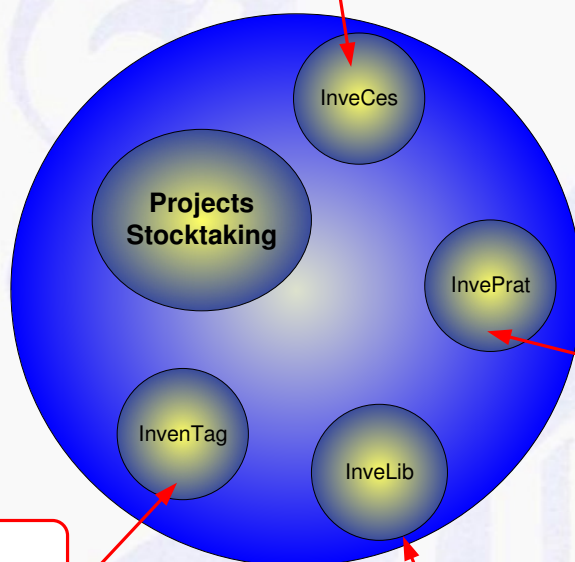 InveCes
Projects
Stocktaking
InvePrat
InvenTag
InveLib